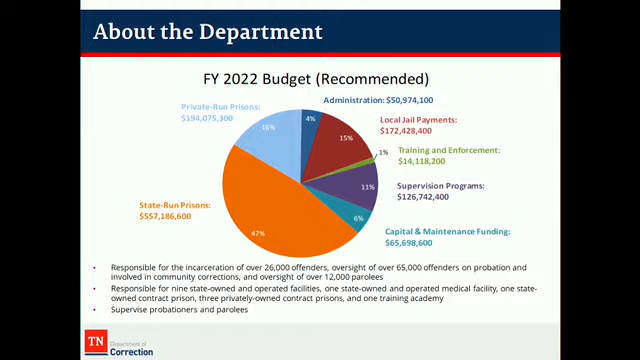 About the Department
FY 2022 Budget (Recommended)
Administration: $50,974,100
Private-Run Prisons:
$194,075,300
Local Jail Payments:
$172,428,400
Training and Enforcement:
$14,118,200
Supervision Programs:
$126,742,400
State-Run Prisons:
$557,186,600
Capital & Maintenance Funding:
$65,698,600
4%
15%
1%
11%
6%
47%
16%
• Responsible for the incarceration of over 26,000 offenders, oversight of over 65,000 offenders on probation and
involved in community corrections, and oversight of over 12,000 parolees
• Responsible for nine state-owned and operated facilities, one state-owned and operated medical facility, one state-
owned contract prison, three privately-owned contract prisons, and one training academy
• Supervise probationers and parolees
TN
Department of
Correction